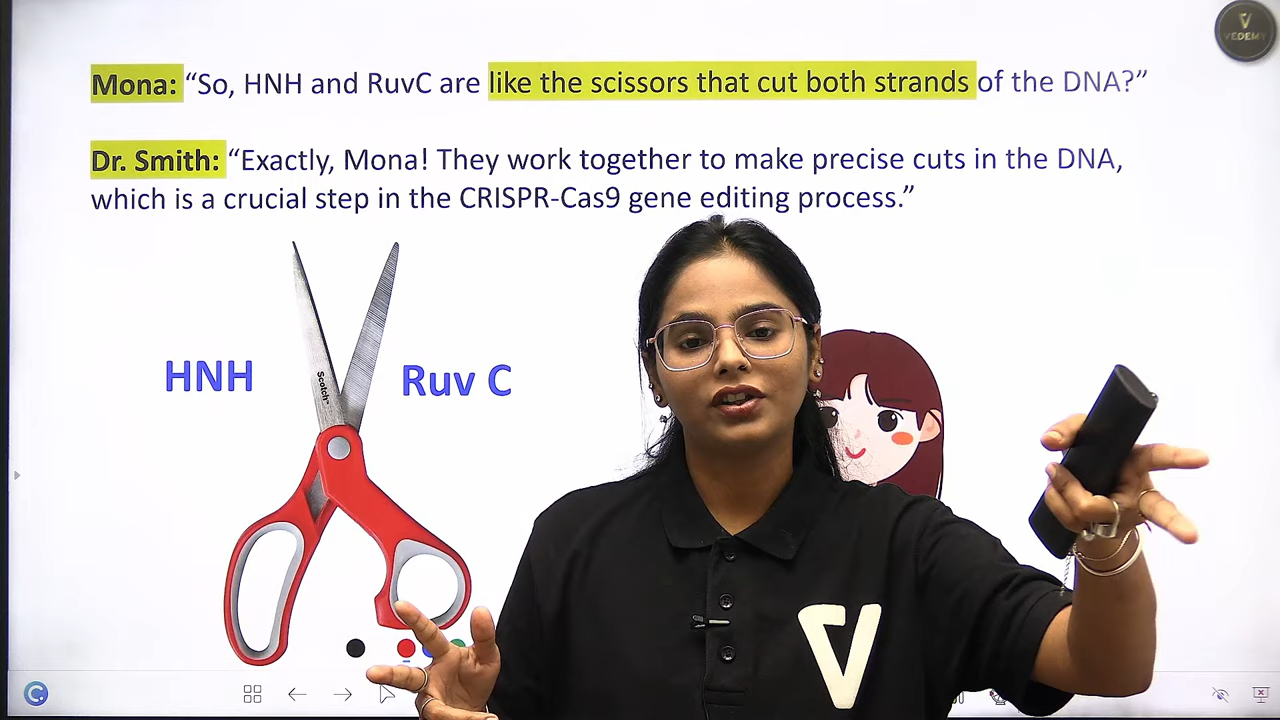 V
VEDEMY
Mona: “So, HNH and RuvC are like the scissors that cut both strands of the DNA?”
Dr. Smith: “Exactly, Mona! They work together to make precise cuts in the DNA,
which is a crucial step in the CRISPR-Cas9 gene editing process.”
HNH
Ruv C
Scotch
V